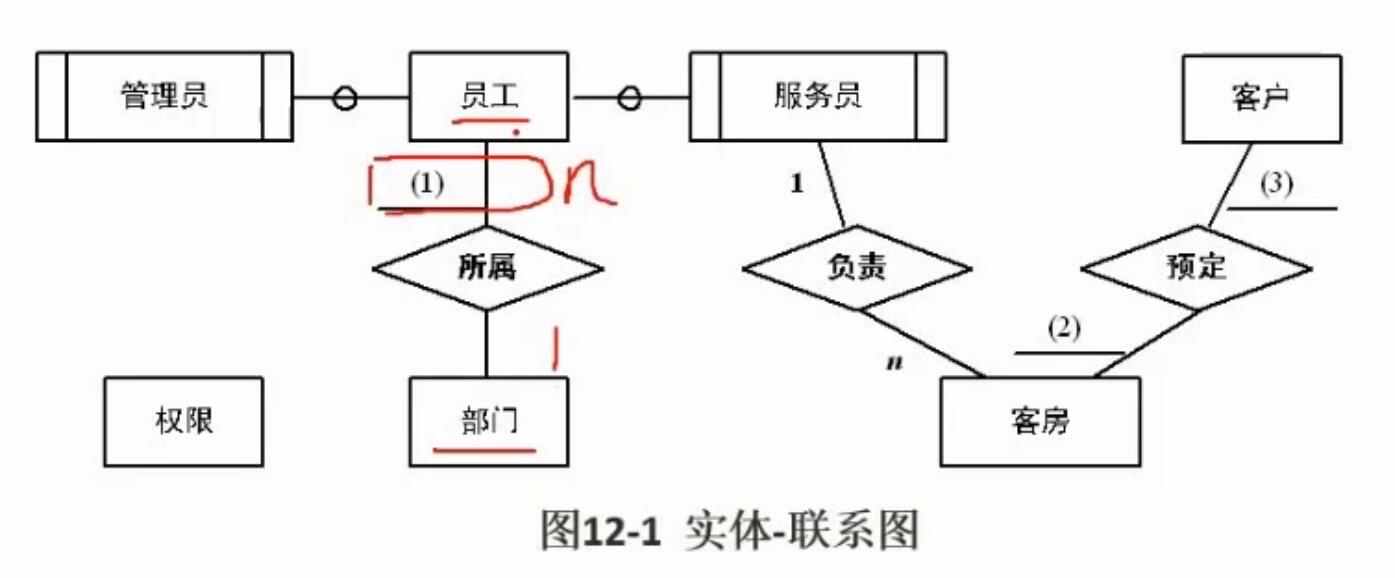 管理员
员工
服务员
客户
(1)
n
1
(3)
所属
负责
预定
1
n
(2)
权限
部门
客房
图12-1 实体-联系图